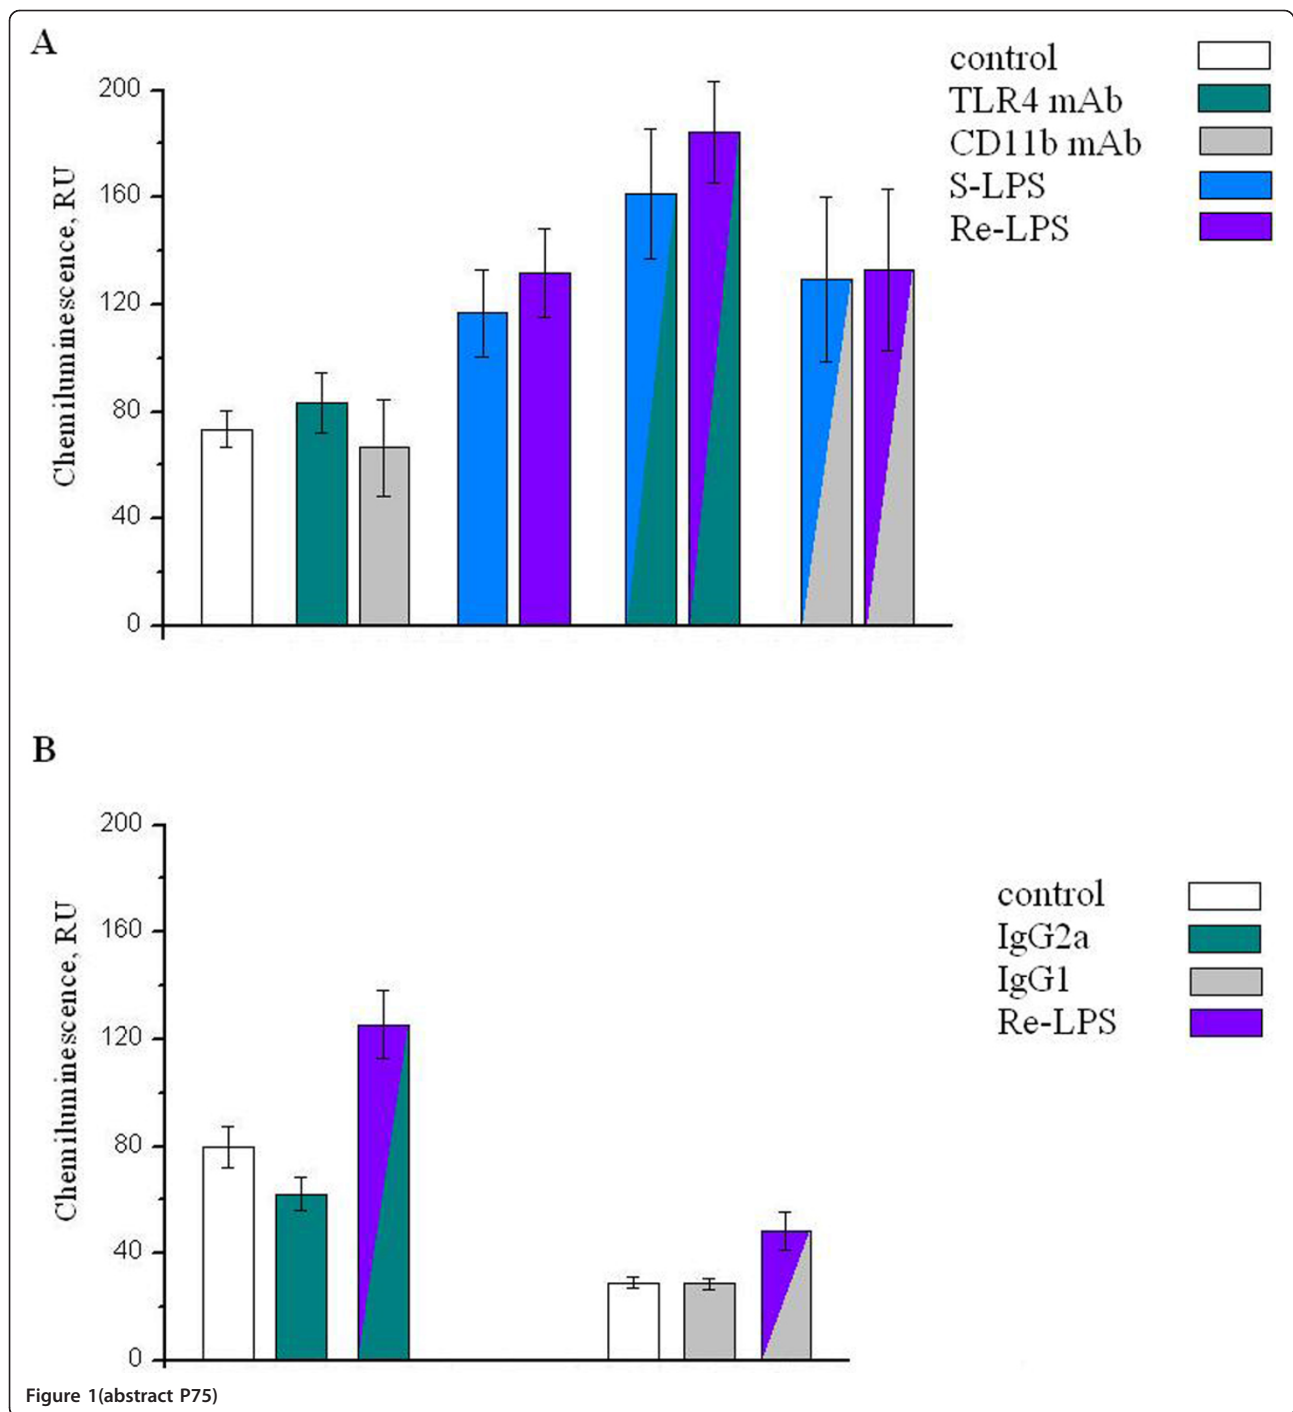 A
control
TLR4 mAb
CD11b mAb
S-LPS
Re-LPS
Chemiluminescence, RU
200
160
120
80
40
0
B
control
IgG2a
IgG1
Re-LPS
Chemiluminescence, RU
200
160
120
80
40
0
Figure 1(abstract P75)